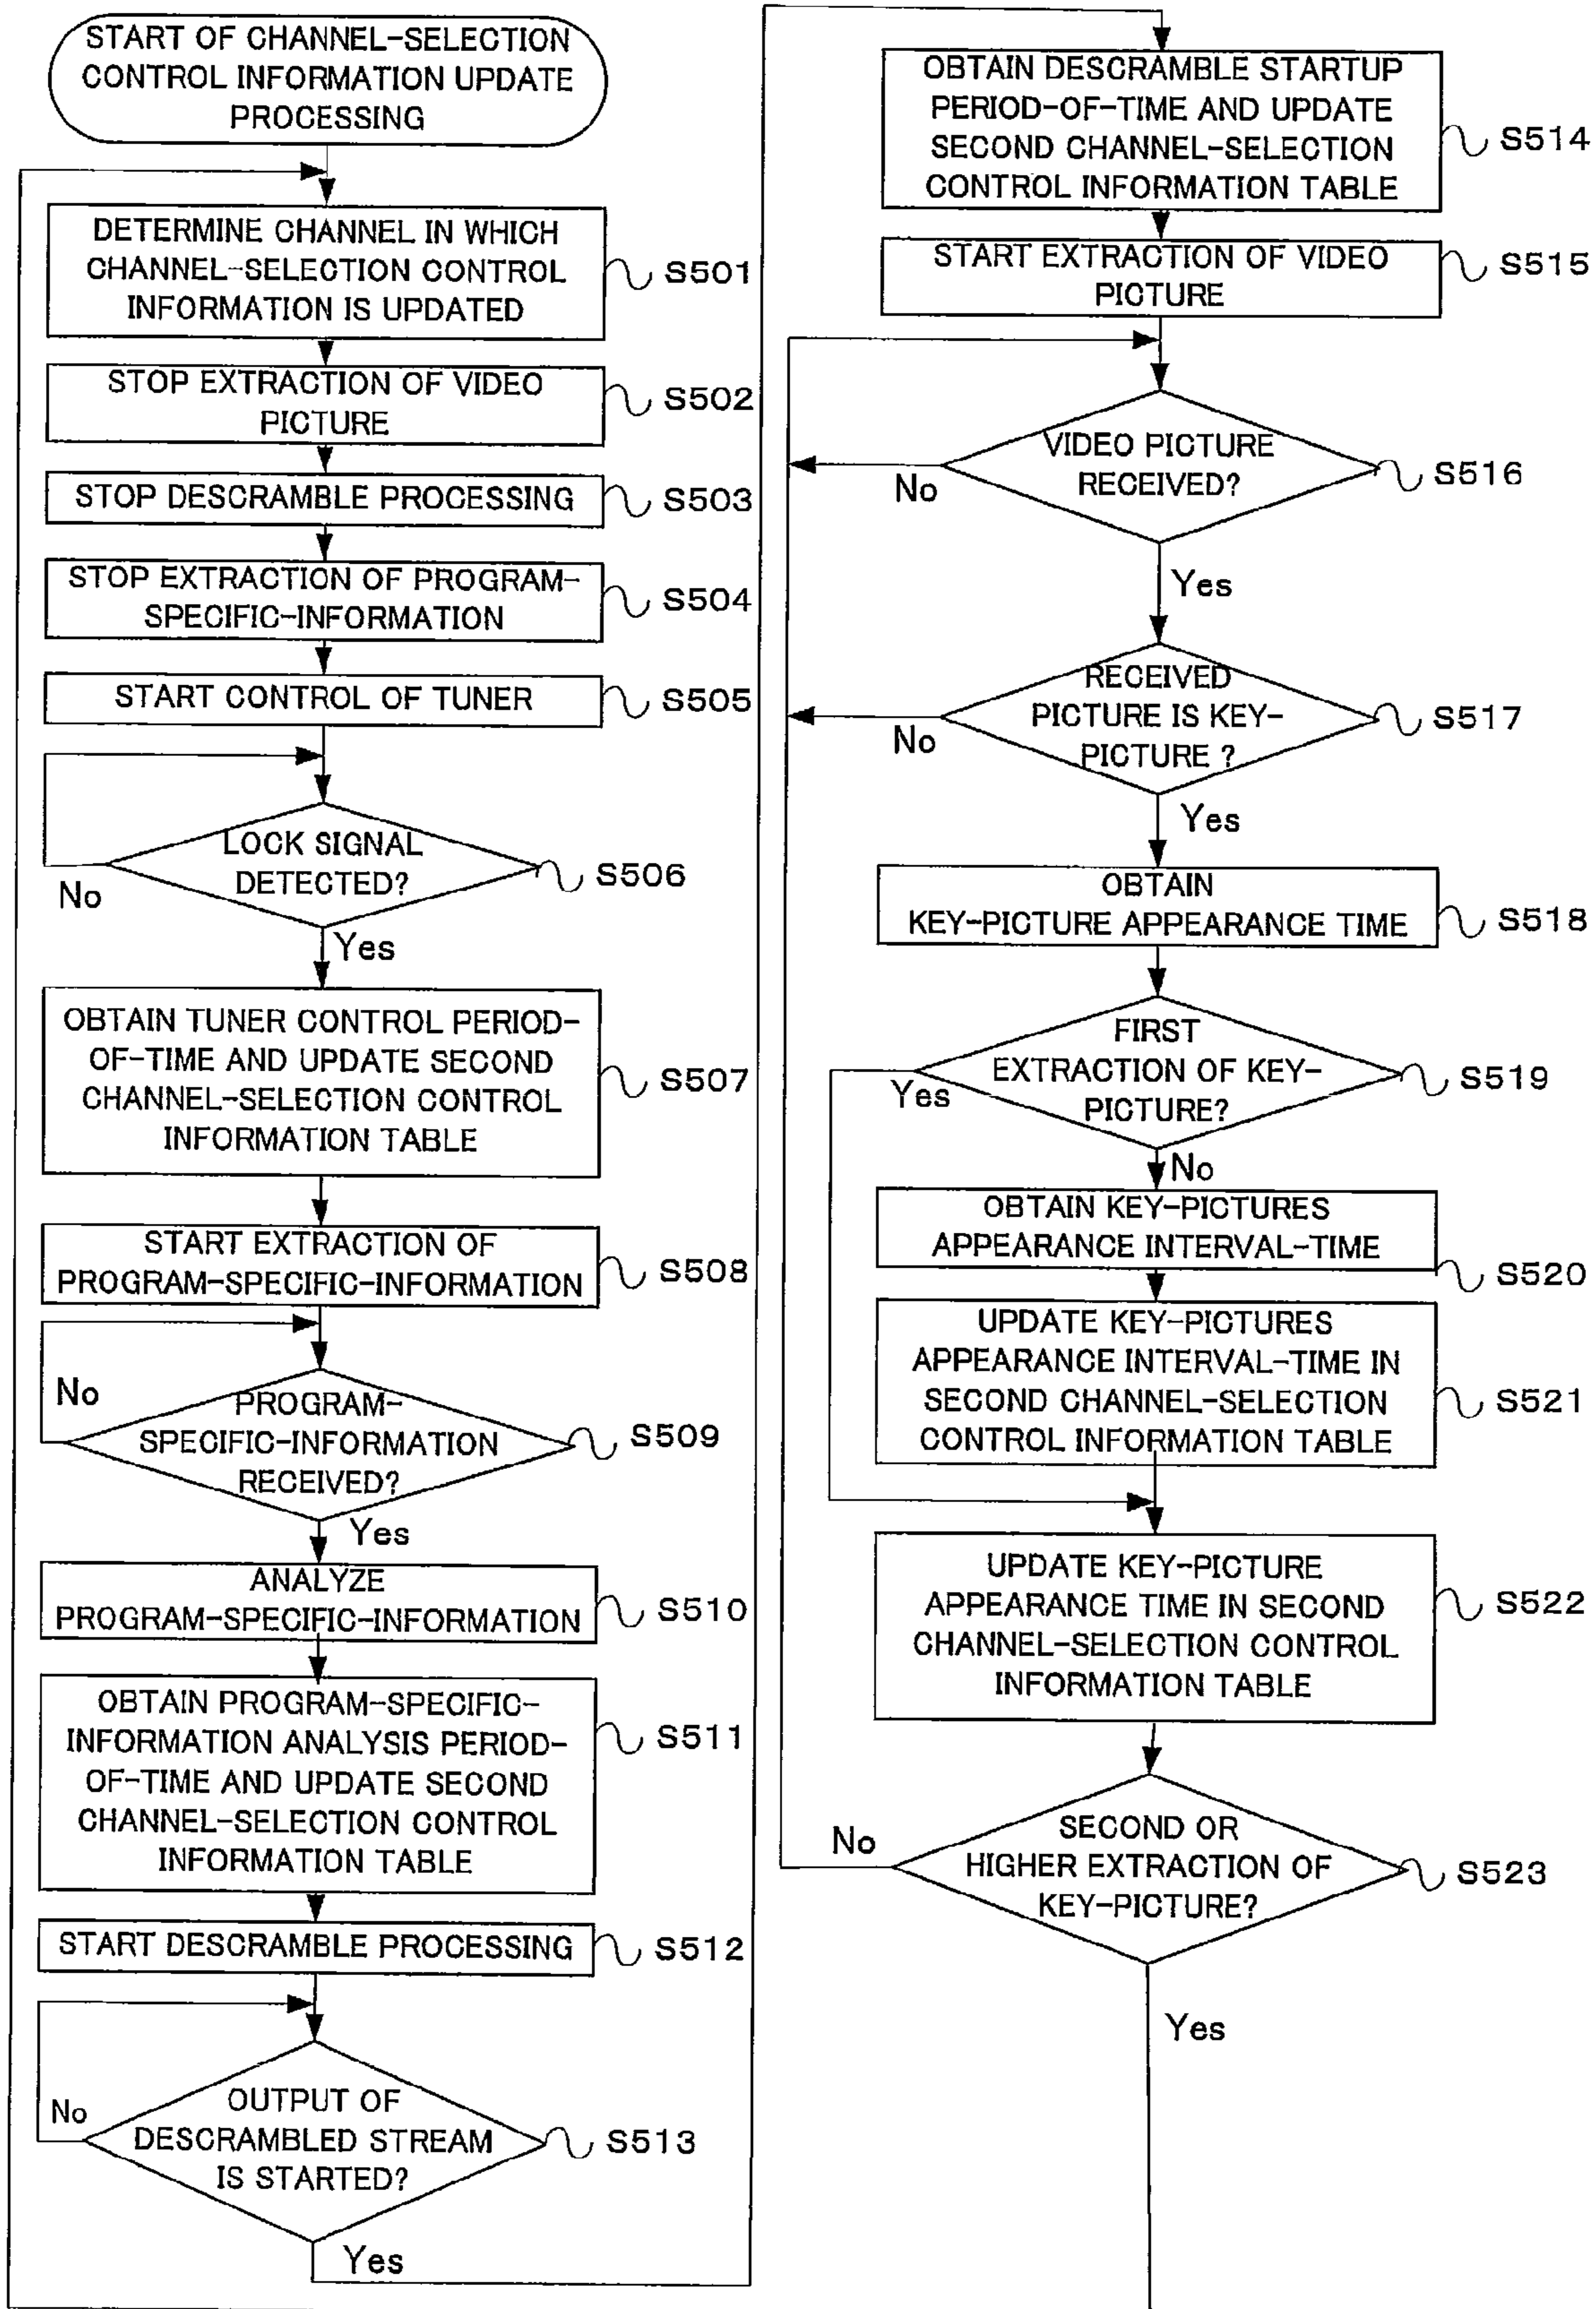 START OF CHANNEL-SELECTION
CONTROL INFORMATION UPDATE
PROCESSING
DETERMINE CHANNEL IN WHICH
CHANNEL-SELECTION CONTROL
INFORMATION IS UPDATED
S501
STOP EXTRACTION OF VIDEO
PICTURE
S502
STOP DESCRAMBLE PROCESSING
S503
STOP EXTRACTION OF PROGRAM-
SPECIFIC-INFORMATION
S504
START CONTROL OF TUNER
S505
LOCK SIGNAL
DETECTED?
S506
No
Yes
OBTAIN TUNER CONTROL PERIOD-
OF-TIME AND UPDATE SECOND
CHANNEL-SELECTION CONTROL
INFORMATION TABLE
S507
START EXTRACTION OF
PROGRAM-SPECIFIC-INFORMATION
S508
No
PROGRAM-
SPECIFIC-INFORMATION
RECEIVED?
S509
Yes
ANALYZE
PROGRAM-SPECIFIC-INFORMATION
S510
OBTAIN PROGRAM-SPECIFIC-
INFORMATION ANALYSIS PERIOD-
OF-TIME AND UPDATE SECOND
CHANNEL-SELECTION CONTROL
INFORMATION TABLE
S511
START DESCRAMBLE PROCESSING
S512
No
OUTPUT OF
DESCRAMBLED STREAM
IS STARTED?
S513
Yes
OBTAIN DESCRAMBLE STARTUP
PERIOD-OF-TIME AND UPDATE
SECOND CHANNEL-SELECTION
CONTROL INFORMATION TABLE
S514
START EXTRACTION OF VIDEO
PICTURE
S515
VIDEO PICTURE
RECEIVED?
S516
No
Yes
RECEIVED
PICTURE IS KEY-
PICTURE ?
S517
No
Yes
OBTAIN
KEY-PICTURE APPEARANCE TIME
S518
FIRST
EXTRACTION OF KEY-
PICTURE?
S519
Yes
No
OBTAIN KEY-PICTURES
APPEARANCE INTERVAL-TIME
S520
UPDATE KEY-PICTURES
APPEARANCE INTERVAL-TIME IN
SECOND CHANNEL-SELECTION
CONTROL INFORMATION TABLE
S521
UPDATE KEY-PICTURE
APPEARANCE TIME IN SECOND
CHANNEL-SELECTION CONTROL
INFORMATION TABLE
S522
No
SECOND OR
HIGHER EXTRACTION OF
KEY-PICTURE?
S523
Yes